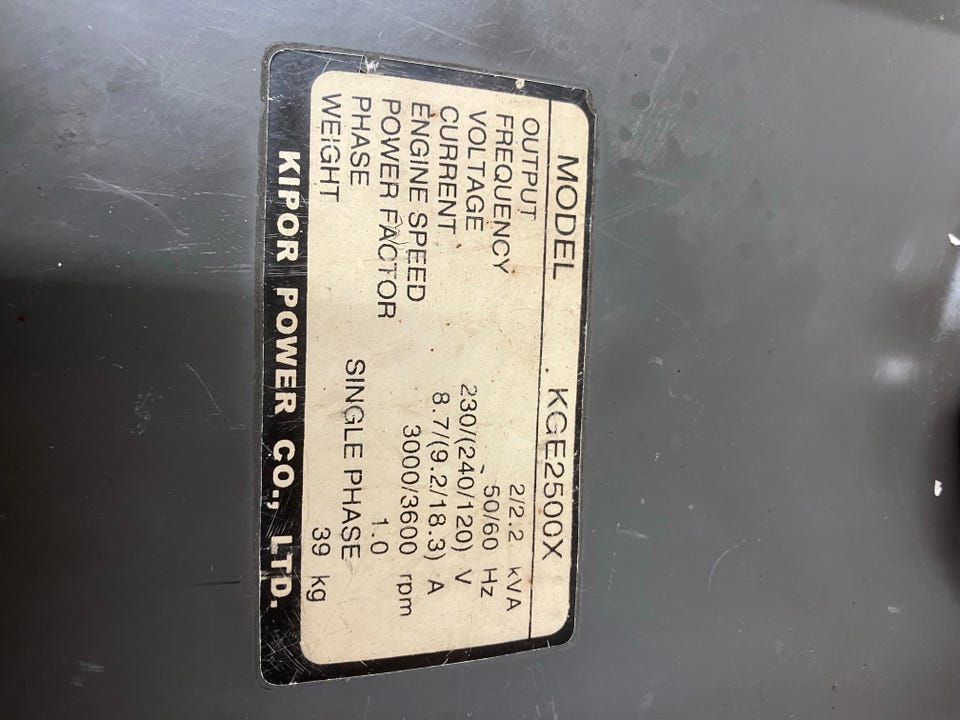 MODEL KGE2500X
OUTPUT 2/2.2 kVA
FREQUENCY 50/60 Hz
VOLTAGE 230/(240/120) V
CURRENT 8.7/(9.2/18.3) A
ENGINE SPEED 3000/3600 rpm
POWER FACTOR 1.0
PHASE SINGLE PHASE
WEIGHT 39 kg
KIPOR POWER CO., LTD.